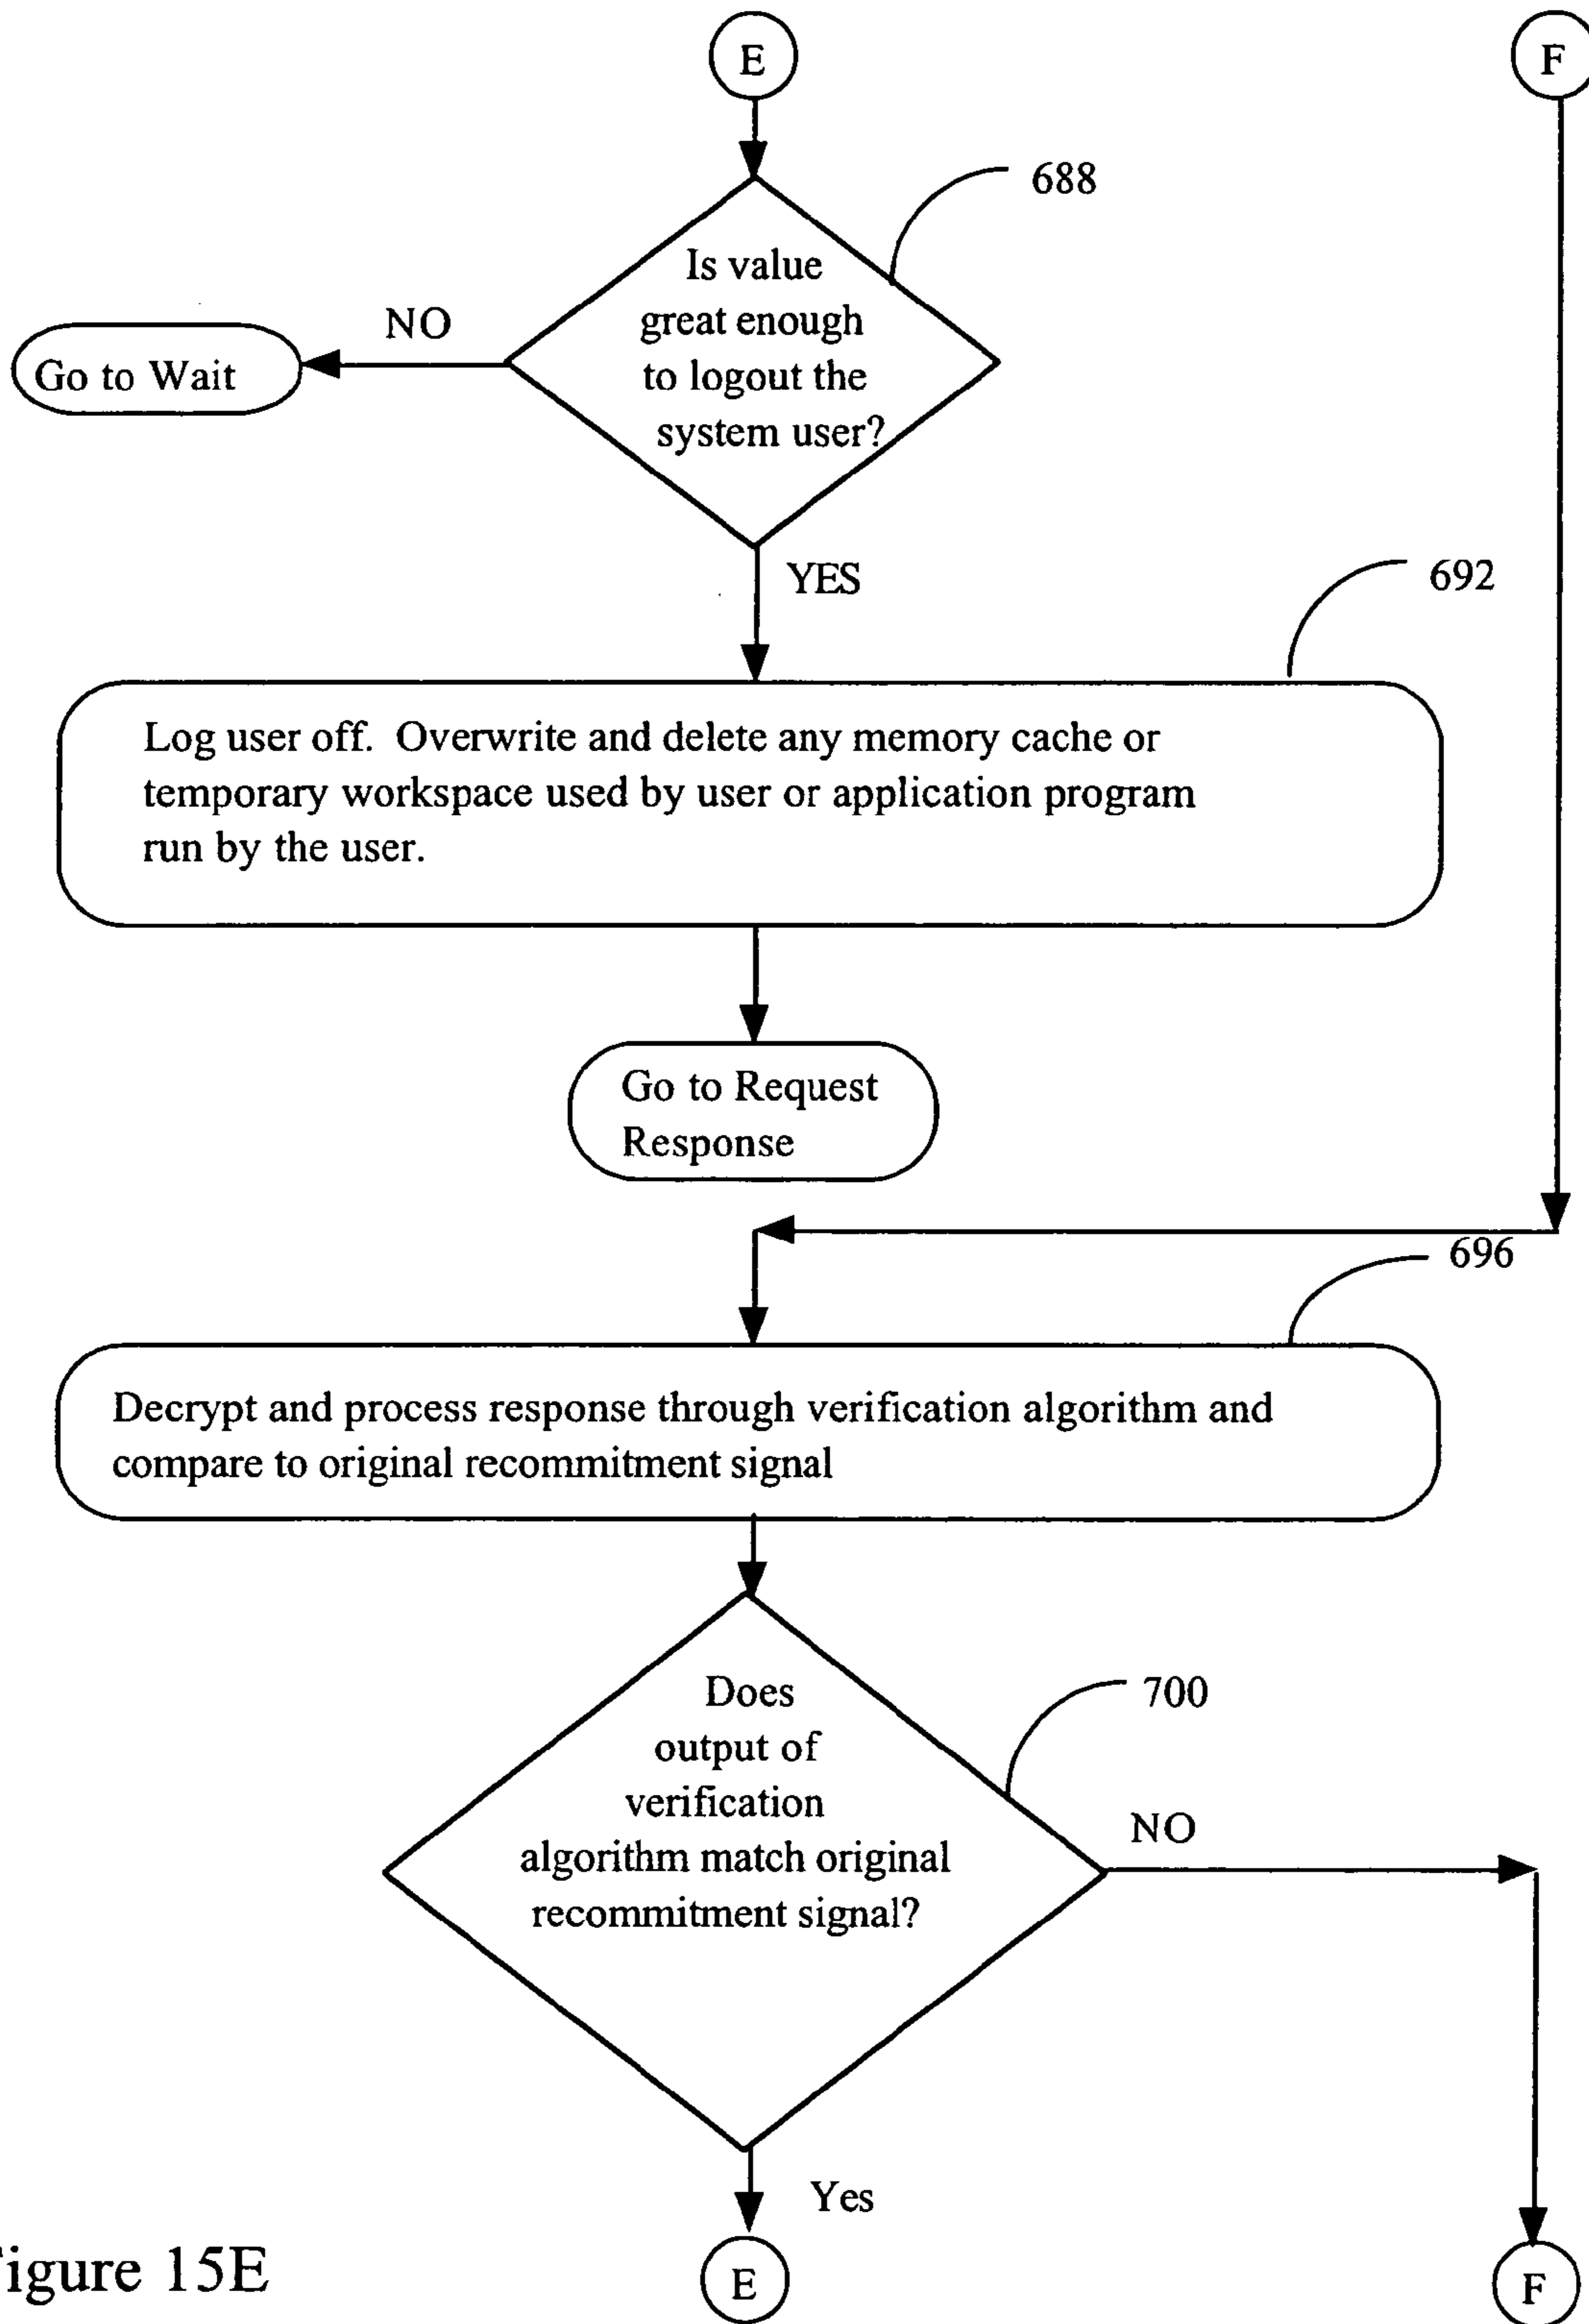 E
F
688
Is value
great enough
to logout the
system user?
NO
Go to Wait
YES
692
Log user off. Overwrite and delete any memory cache or
temporary workspace used by user or application program
run by the user.
Go to Request
Response
696
Decrypt and process response through verification algorithm and
compare to original recommitment signal
700
Does
output of
verification
algorithm match original
recommitment signal?
NO
Yes
igure 15E
E
F